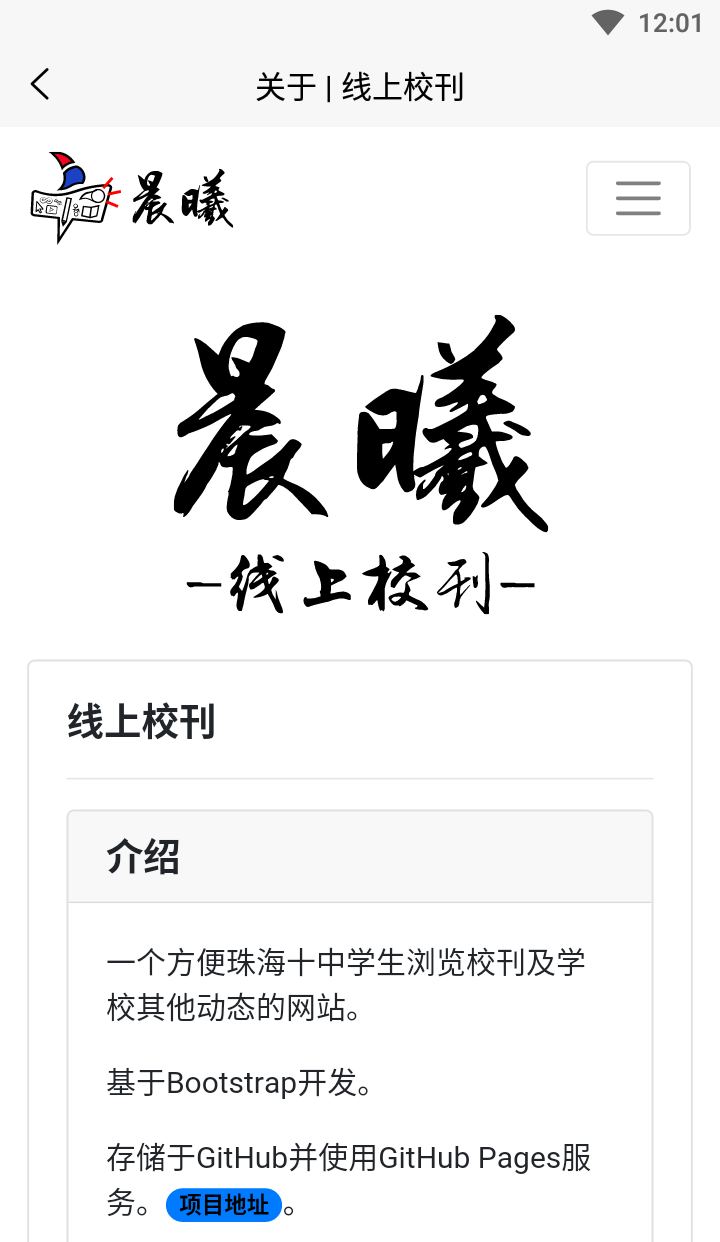 12:01
关于 | 线上校刊
晨曦
晨曦
—线上校刊—
线上校刊
介绍
一个方便珠海十中学生浏览校刊及学
校其他动态的网站。
基于Bootstrap开发。
存储于GitHub并使用GitHub Pages服
务。 项目地址 。